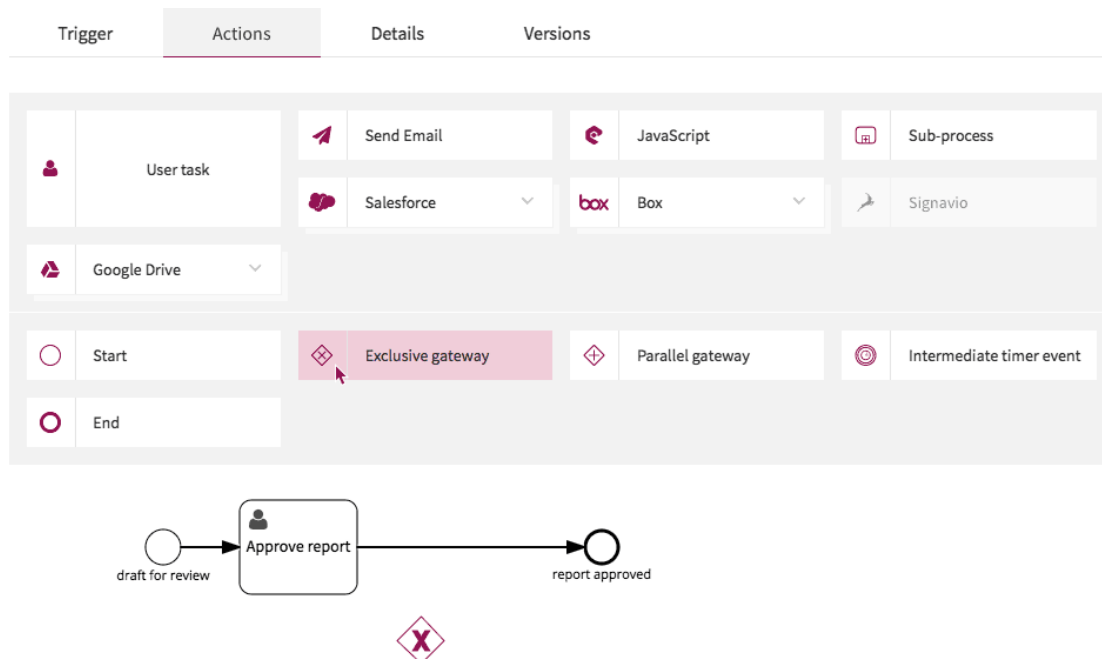 Trigger
Actions
Details
Versions
User task
Send Email
JavaScript
Sub-process
Salesforce
box
Box
Signavio
Google Drive
Start
Exclusive gateway
Parallel gateway
Intermediate timer event
End
Approve report
draft for review
report approved
X